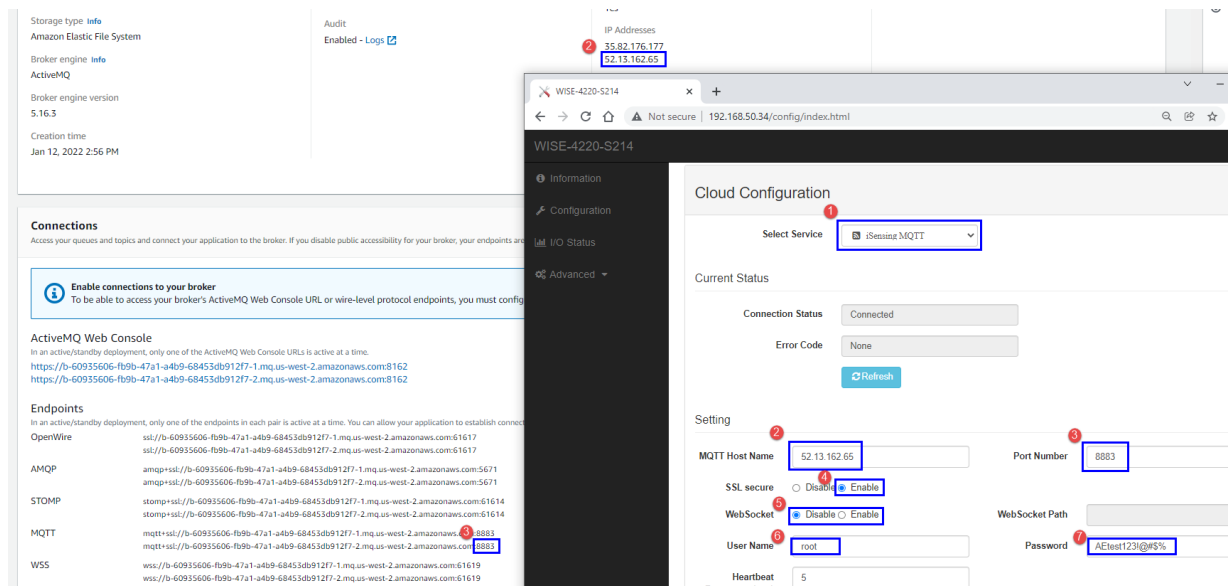 Storage type Info
Amazon Elastic File System
Broker engine Info
ActiveMQ
Broker engine version
5.16.3
Creation time
Jan 12, 2022 2:56 PM
Audit
Enabled - Logs
Yes
IP Addresses
2
35.82.176.177
52.13.162.65
Connections
Access your queues and topics and connect your application to the broker. If you disable public accessibility for your broker, your endpoints are
Enable connections to your broker
To be able to access your broker's ActiveMQ Web Console URL or wire-level protocol endpoints, you must config
ActiveMQ Web Console
In an active/standby deployment, only one of the ActiveMQ Web Console URLs is active at a time.
https://b-60935606-fb9b-47a1-a4b9-68453db912f7-1.mq.us-west-2.amazonaws.com:8162
https://b-60935606-fb9b-47a1-a4b9-68453db912f7-2.mq.us-west-2.amazonaws.com:8162
Endpoints
In an active/standby deployment, only one of the endpoints in each pair is active at a time. You can allow your application to establish connect
OpenWire
ssl://b-60935606-fb9b-47a1-a4b9-68453db912f7-1.mq.us-west-2.amazonaws.com:61617
ssl://b-60935606-fb9b-47a1-a4b9-68453db912f7-2.mq.us-west-2.amazonaws.com:61617
AMQP
amqp+ssl://b-60935606-fb9b-47a1-a4b9-68453db912f7-1.mq.us-west-2.amazonaws.com:5671
amqp+ssl://b-60935606-fb9b-47a1-a4b9-68453db912f7-2.mq.us-west-2.amazonaws.com:5671
STOMP
stomp+ssl://b-60935606-fb9b-47a1-a4b9-68453db912f7-1.mq.us-west-2.amazonaws.com:61614
stomp+ssl://b-60935606-fb9b-47a1-a4b9-68453db912f7-2.mq.us-west-2.amazonaws.com:61614
MQTT
mqtt+ssl://b-60935606-fb9b-47a1-a4b9-68453db912f7-1.mq.us-west-2.amazonaws.com:8883
3
mqtt+ssl://b-60935606-fb9b-47a1-a4b9-68453db912f7-2.mq.us-west-2.amazonaws.com:8883
WSS
wss://b-60935606-fb9b-47a1-a4b9-68453db912f7-1.mq.us-west-2.amazonaws.com:61619
wss://b-60935606-fb9b-47a1-a4b9-68453db912f7-2.mq.us-west-2.amazonaws.com:61619
WISE-4220-S214
Not secure | 192.168.50.34/config/index.html
WISE-4220-S214
Information
Configuration
I/O Status
Advanced
Cloud Configuration
1
Select Service iSensing MQTT
Current Status
Connection Status Connected
Error Code None
Refresh
Setting
2
3
MQTT Host Name 52.13.162.65 Port Number 8883
4
SSL secure Disable Enable
5
WebSocket Disable Enable WebSocket Path
6
7
User Name root Password AEtest123!@#$%
Heartbeat 5